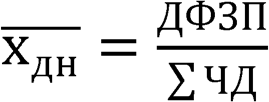 x̅дн = ДФЗП / ∑ ЧД